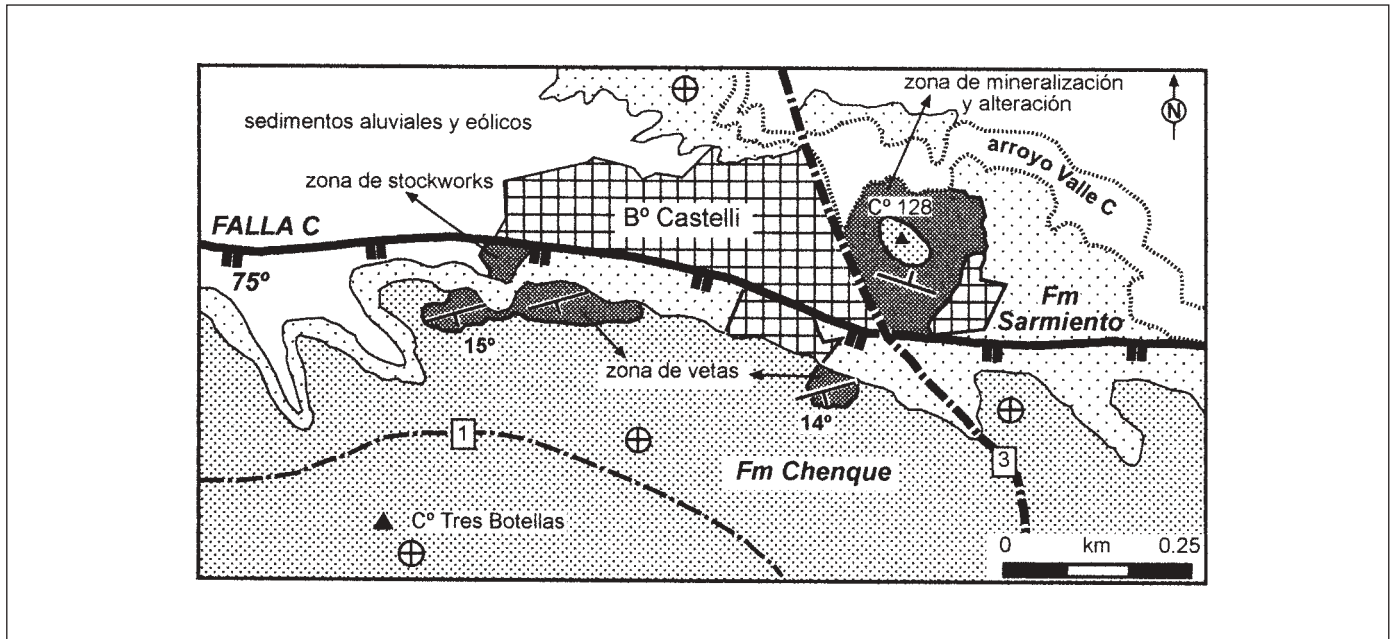 zona de mineralización
y alteración
N
sedimentos aluviales y eólicos
arroyo Valle C
zona de stockworks
Bº Castelli
Cº 128
FALLA C
75º
Fm
Sarmiento
15º
zona de vetas
14º
1
3
Fm Chenque
Cº Tres Botellas
0 km 0.25